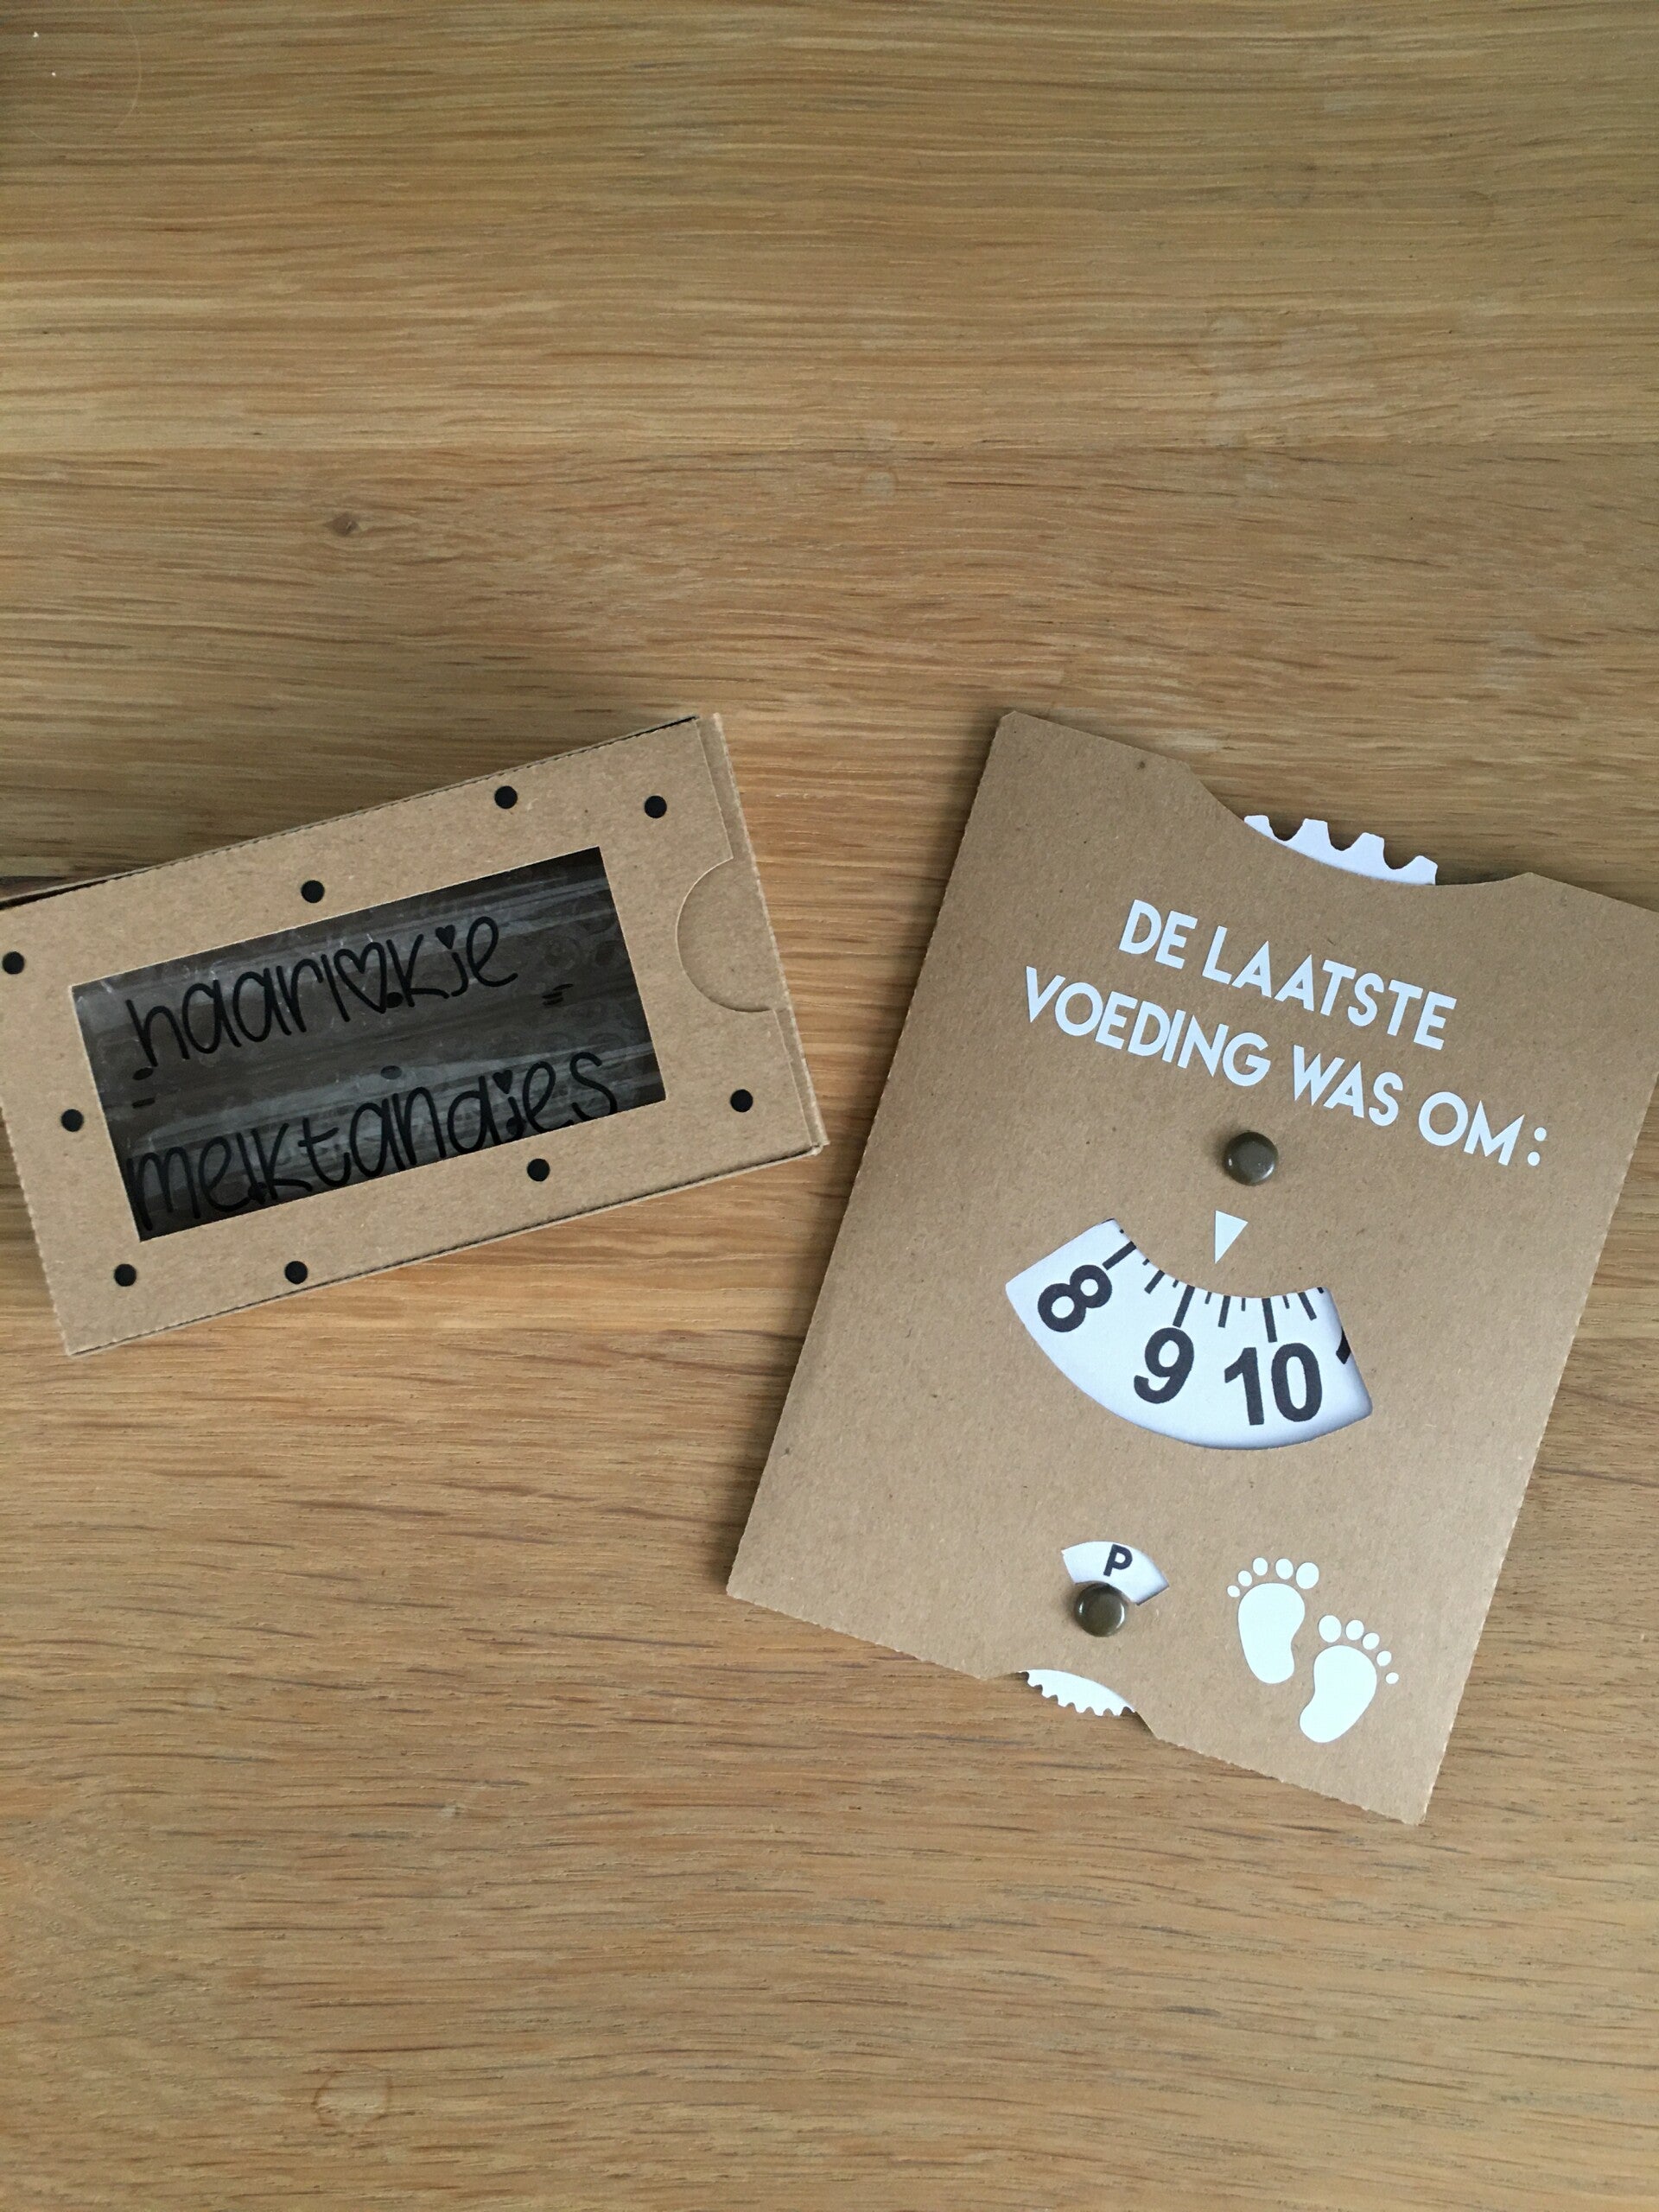 haarlokje
melktandjes
DE LAATSTE
VOEDING WAS OM:
8 9 10
P